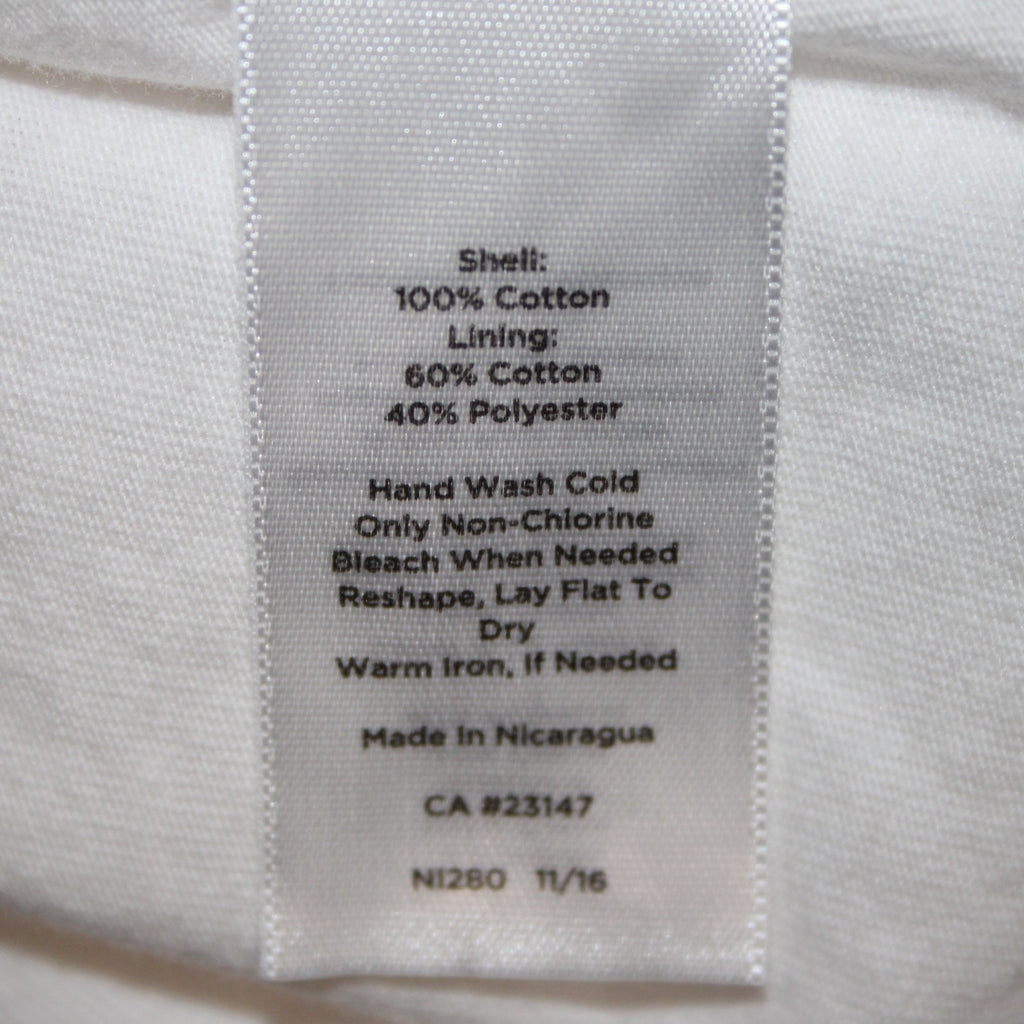 Shell:
100% Cotton
Lining:
60% Cotton
40% Polyester
Hand Wash Cold
Only Non-Chlorine
Bleach When Needed
Reshape, Lay Flat To
Dry
Warm Iron, If Needed
Made In Nicaragua
CA #23147
NI280 11/16